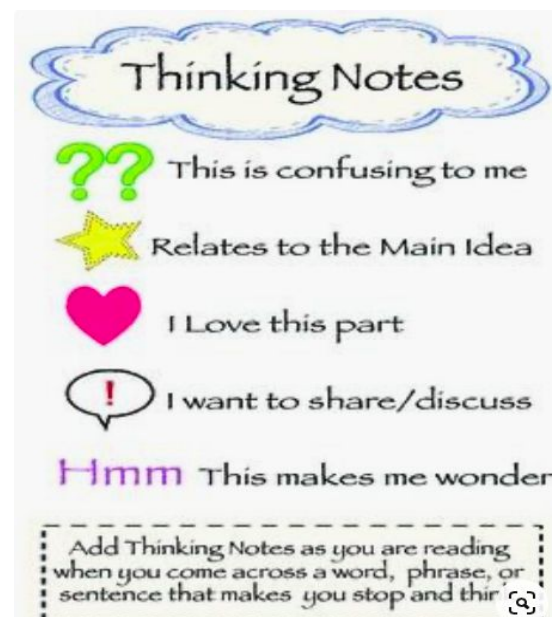 Thinking Notes
?? This is confusing to me
Relates to the Main Idea
I Love this part
! I want to share/discuss
Hmm This makes me wonder
Add Thinking Notes as you are reading
when you come across a word, phrase, or
sentence that makes you stop and